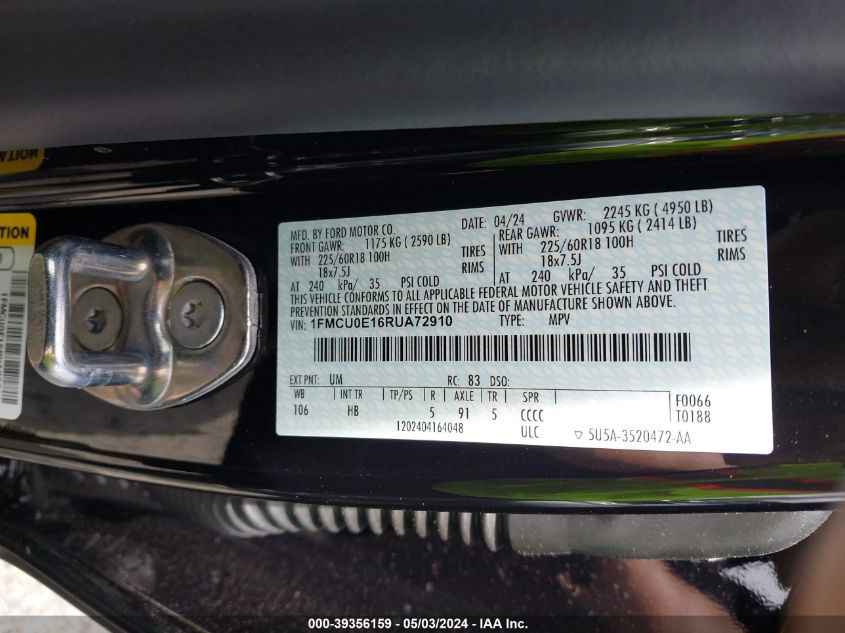 MFD. BY FORD MOTOR CO. DATE: 04/24 GVWR: 2245 KG ( 4950 LB)
FRONT GAWR: 1175 KG ( 2590 LB) REAR GAWR: 1095 KG ( 2414 LB)
WITH 225/60R18 100H TIRES WITH 225/60R18 100H TIRES
18x7.5J RIMS 18x7.5J RIMS
AT 240 kPa/ 35 PSI COLD AT 240 kPa/ 35 PSI COLD
THIS VEHICLE CONFORMS TO ALL APPLICABLE FEDERAL MOTOR VEHICLE SAFETY AND THEFT
PREVENTION STANDARDS IN EFFECT ON THE DATE OF MANUFACTURE SHOWN ABOVE.
VIN: 1FMCU0E16RUA72910 TYPE: MPV
EXT PNT: UM RC: 83 DSO:
WB INT TR TP/PS R AXLE TR SPR F0066
106 HB 5 91 5 CCCC T0188
1202404164048 ULC ▽ 5U5A-3520472-AA
000-39356159 - 05/03/2024 - IAA Inc.